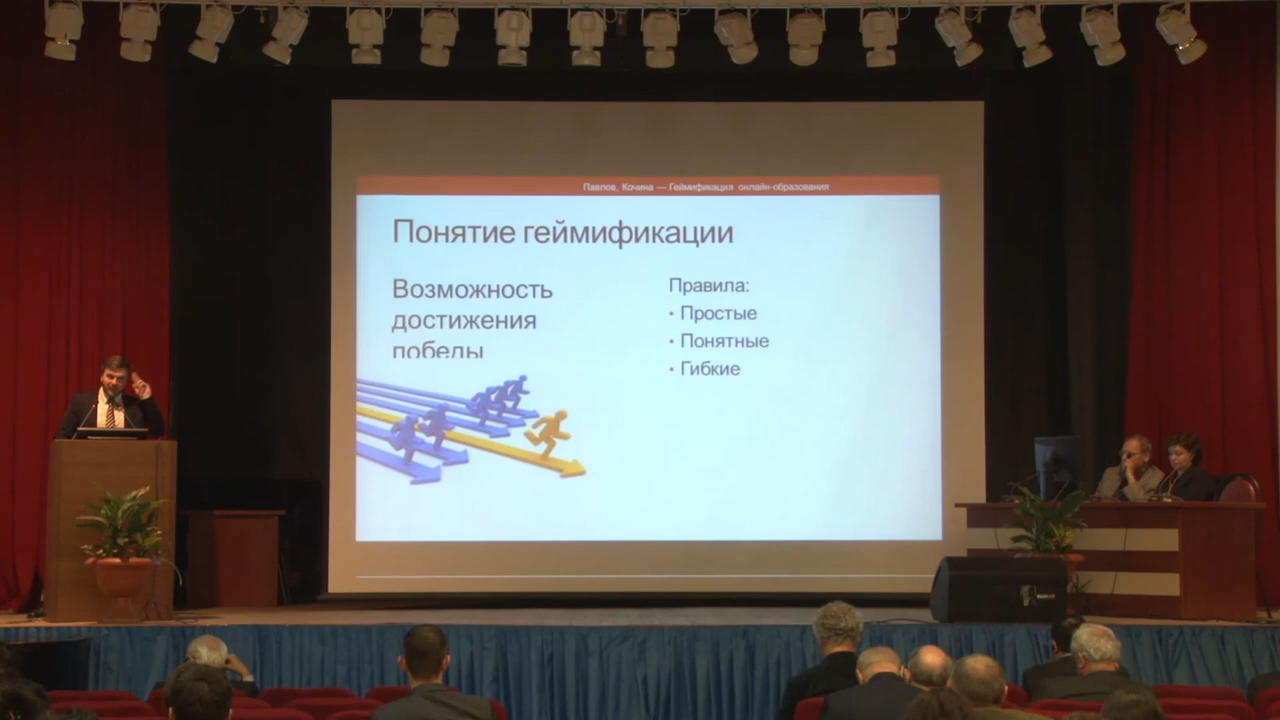 Павлов, Кочина — Геймификация онлайн-образования
Понятие геймификации
Возможность
достижения
победы
Правила:
• Простые
• Понятные
• Гибкие